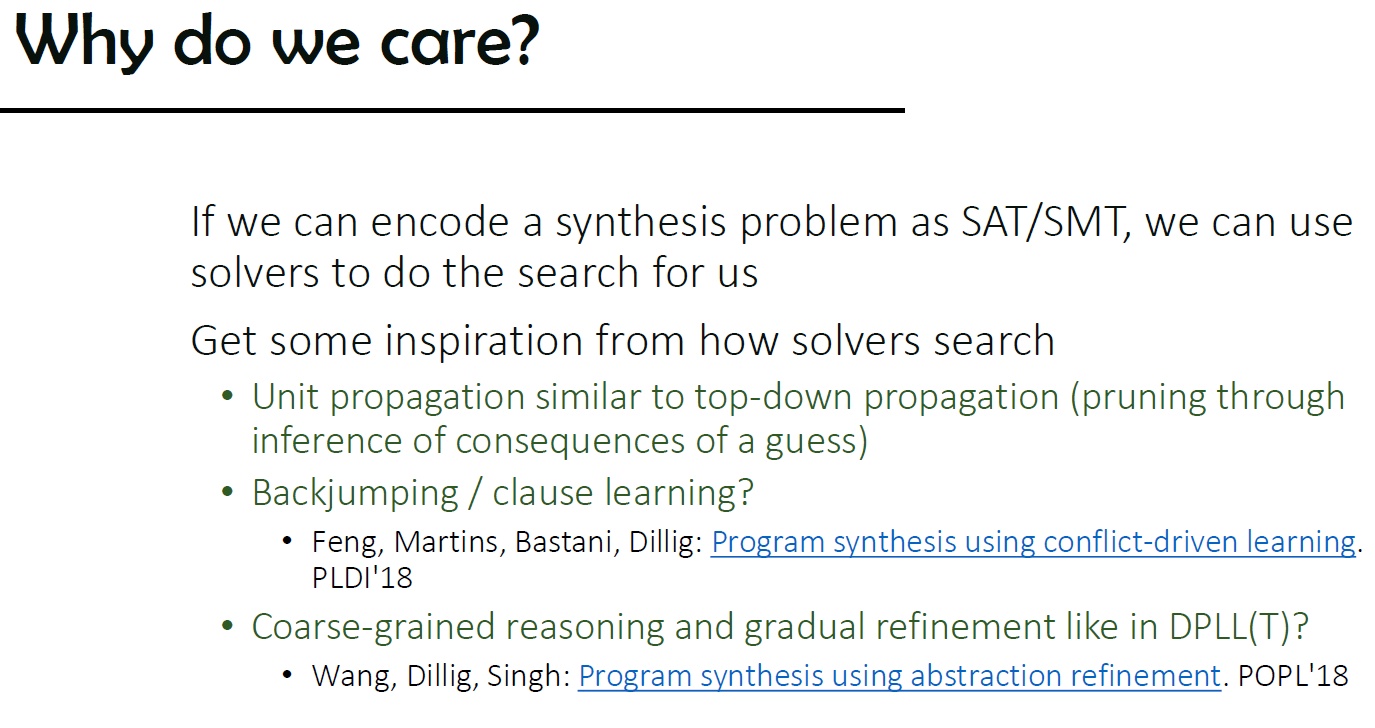 Why do we care?
If we can encode a synthesis problem as SAT/SMT, we can use
solvers to do the search for us
Get some inspiration from how solvers search
• Unit propagation similar to top-down propagation (pruning through
inference of consequences of a guess)
• Backjumping / clause learning?
• Feng, Martins, Bastani, Dillig: Program synthesis using conflict-driven learning.
PLDI'18
• Coarse-grained reasoning and gradual refinement like in DPLL(T)?
• Wang, Dillig, Singh: Program synthesis using abstraction refinement. POPL'18